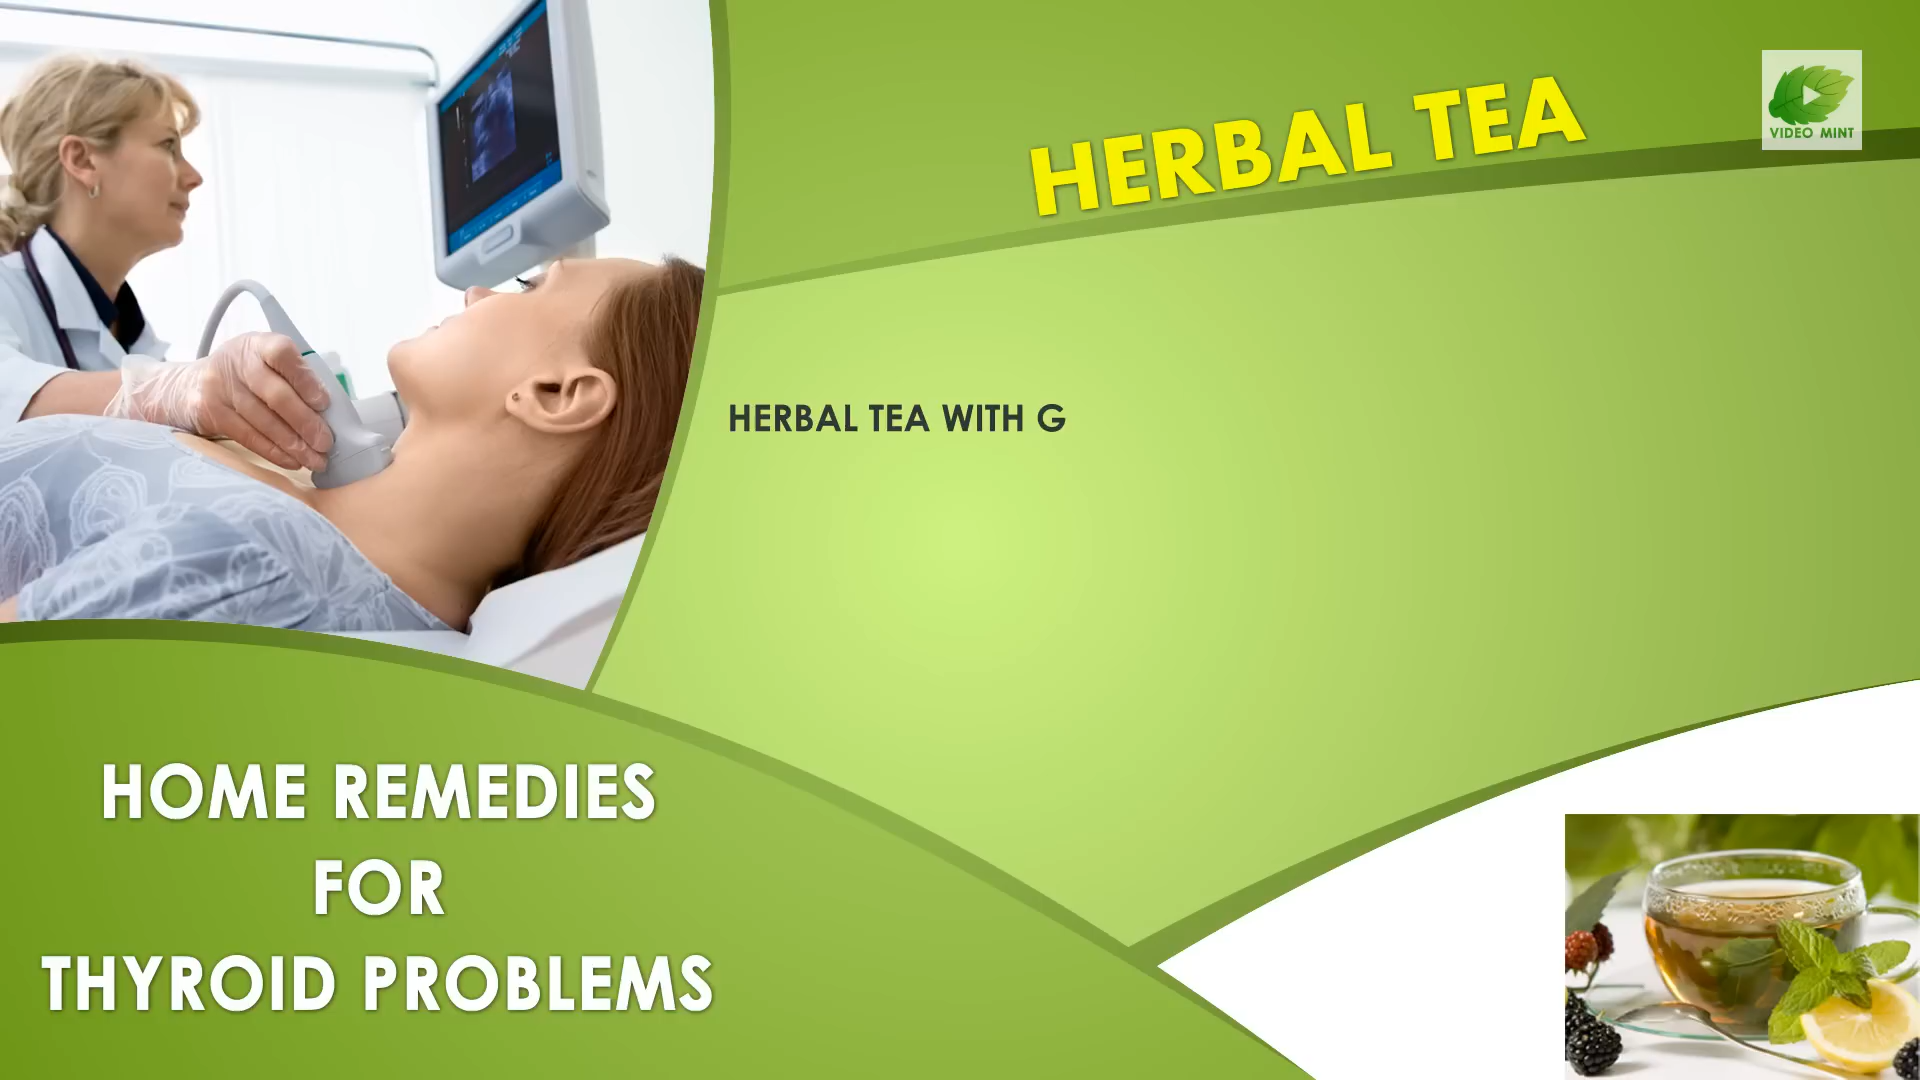 HERBAL TEA
VIDEO MINT
HERBAL TEA WITH G
HOME REMEDIES
FOR
THYROID PROBLEMS